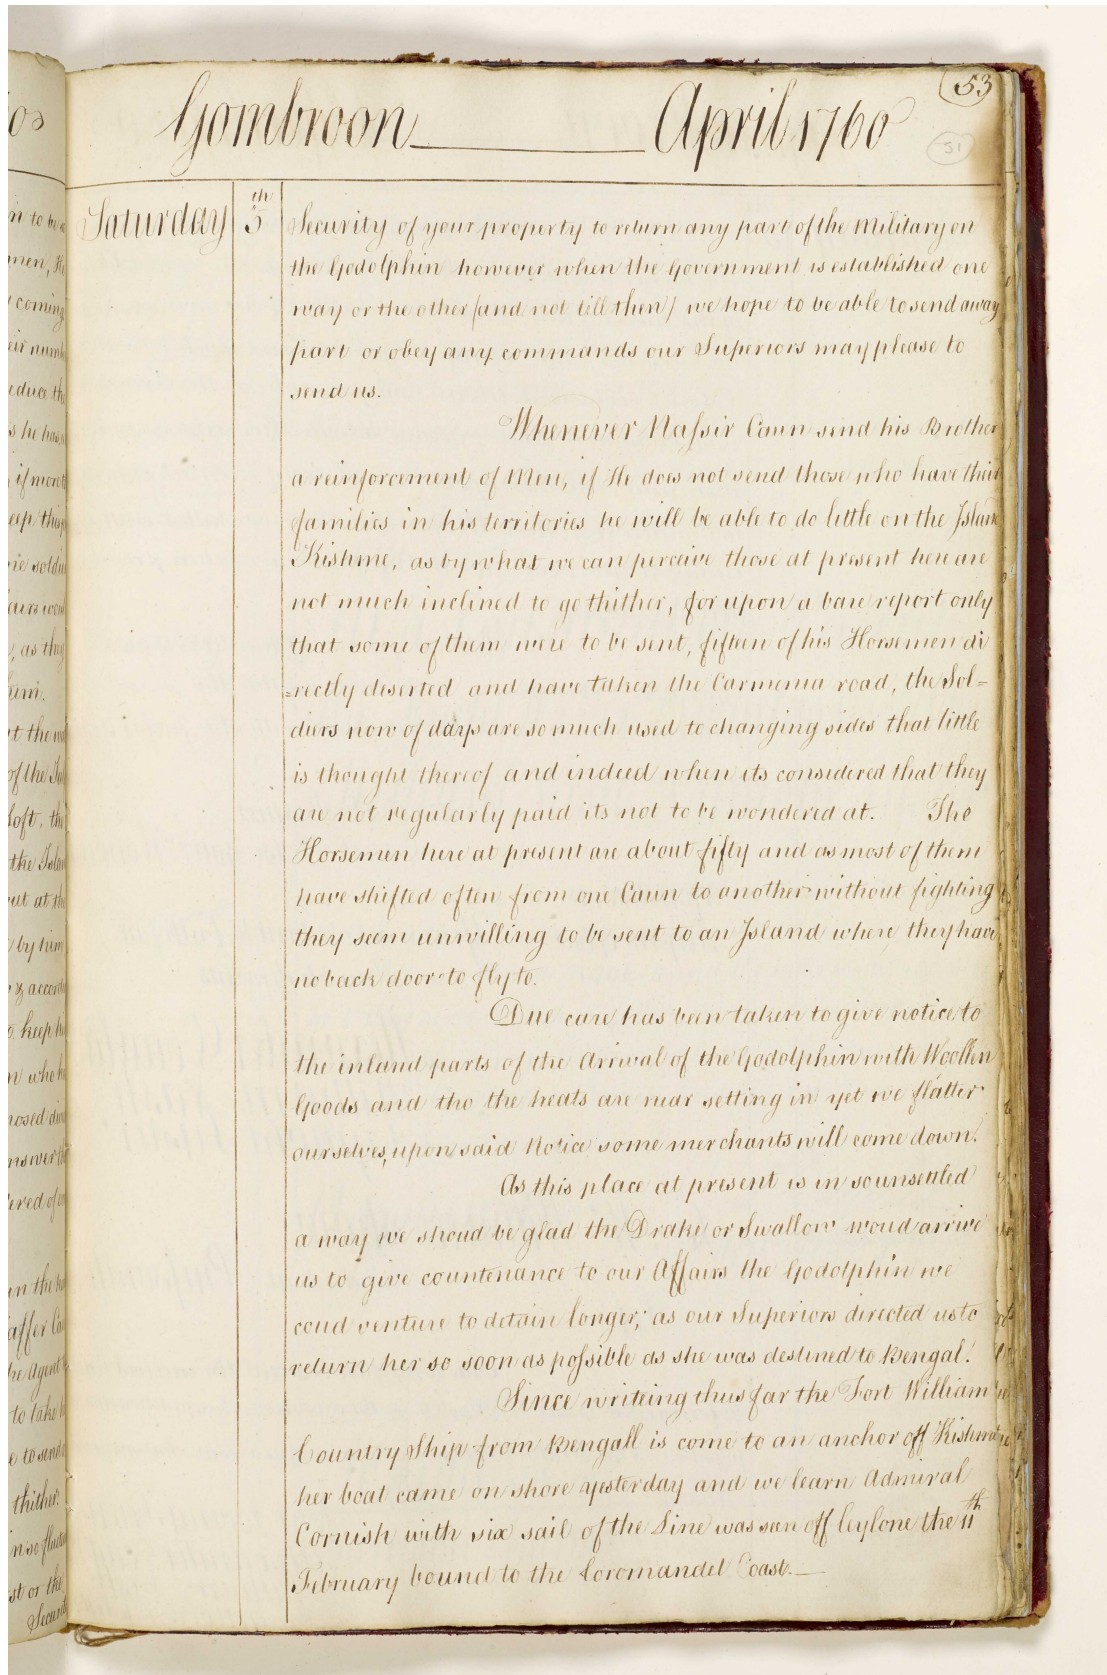 53
51
Gombroon April 1760
Saturday 5th
Security of your property to return any part of the Military on
the Godolphin however when the Government is established one
way or the other (and not till then) we hope to be able to send away
part or obey any commands our Superiors may please to
send us.
Whenever Nassir Caun send his Brother
a reinforcement of Men, if He does not send those who have their
families in his territories he will be able to do little on the Island
Kishme, as by what we can perceive those at present here are
not much inclined to go thither, for upon a bare report only
that some of them were to be sent, fifteen of his Horsemen di
=rectly deserted and have taken the Carmenia road, the Sol=
diers now of days are so much used to changing sides that little
is thought thereof and indeed when its considered that they
are not regularly paid its not to be wondered at. The
Horsemen here at present are about fifty and as most of them
have shifted often from one Caun to another without fighting
they seem unwilling to be sent to an Island where they have
no back door to fly to.
Due care has been taken to give notice to
the inland parts of the Arrival of the Godolphin with Woollen
Goods and tho the heats are near setting in yet we flatter
ourselves, upon said Notice some merchants will come down.
As this place at present is in so unsettled
a way we shoud be glad the Drake or Swallow woud arrive
us to give countenance to our Affairs the Godolphin we
coud venture to detain longer; as our Superiors directed us to
return her so soon as possible as she was destined to Bengal.
Since writeing thus far the Fort William
Country Ship from Bengall is come to an anchor off Kishme
her boat came on shore yesterday and we learn Admiral
Cornish with six sail of the Line was seen off Ceylone the 11th
February bound to the Coromandel Coast.